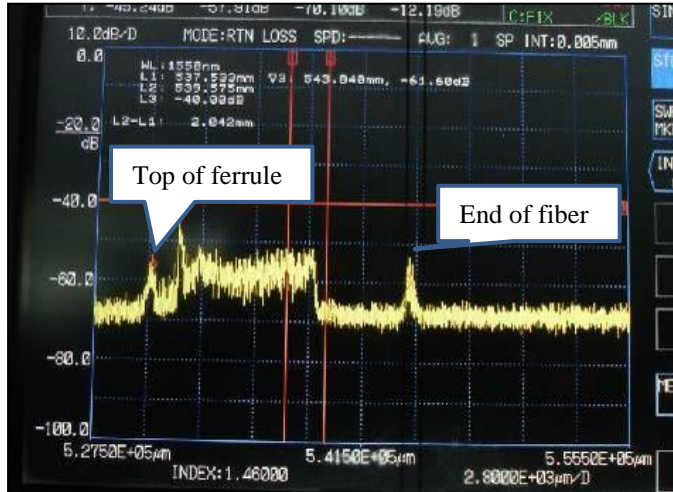 -45.24dB -57.91dB -70.10dB -12.19dB C:FIX /BLK
10.0dB/D MODE:RTN LOSS SPD:------ AVG: 1 SP INT:0.005mm
0.0
WL:1550nm
L1: 537.533mm ∇3: 543.040mm, -61.60dB
L2: 539.575mm
L3: -40.00dB
-20.0 L2-L1: 2.042mm
dB
Top of ferrule
End of fiber
-40.0
-60.0
-80.0
-100.0
5.2750E+05μm 5.4150E+05μm 5.5550E+05μm
INDEX:1.46000 2.8000E+03μm/D